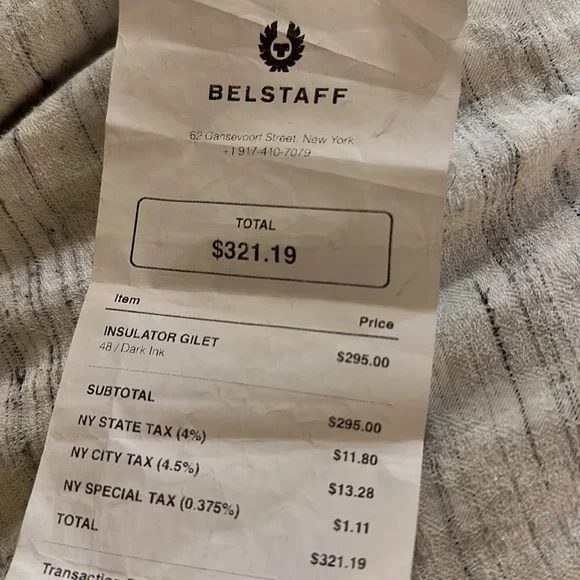 BELSTAFF
62 Gansevoort Street, New York
+1 917-410-7079
TOTAL
$321.19
Item Price
INSULATOR GILET $295.00
48 / Dark Ink
SUBTOTAL $295.00
NY STATE TAX (4%) $11.80
NY CITY TAX (4.5%) $13.28
NY SPECIAL TAX (0.375%) $1.11
TOTAL $321.19
Transaction